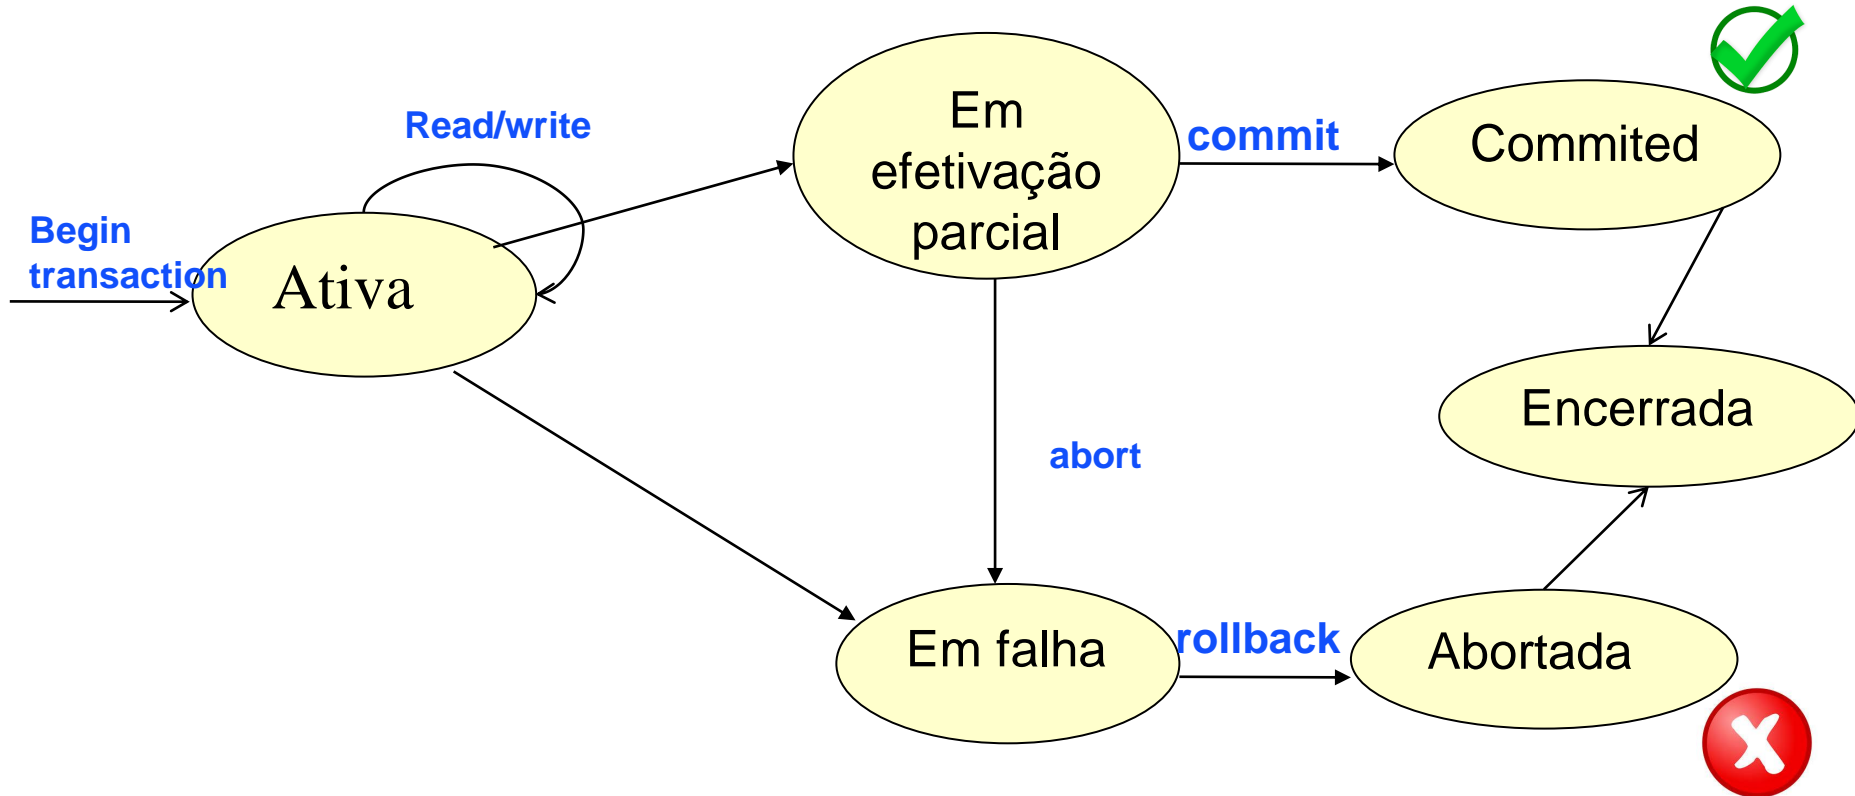 Read/write
Begin
transaction
Ativa
Em
efetivação
parcial
commit
Commited
Encerrada
abort
Em falha
rollback
Abortada